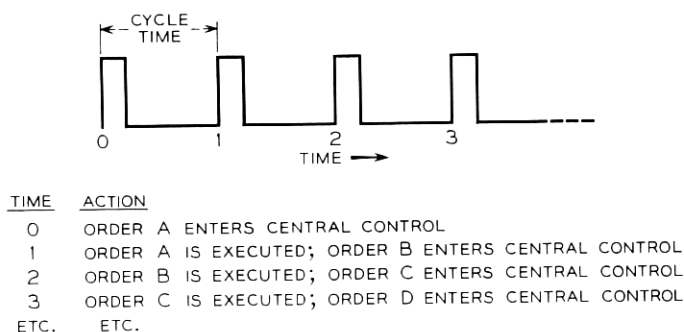 CYCLE
TIME
0 1 2 3
TIME
TIME ACTION
0 ORDER A ENTERS CENTRAL CONTROL
1 ORDER A IS EXECUTED; ORDER B ENTERS CENTRAL CONTROL
2 ORDER B IS EXECUTED; ORDER C ENTERS CENTRAL CONTROL
3 ORDER C IS EXECUTED; ORDER D ENTERS CENTRAL CONTROL
ETC. ETC.